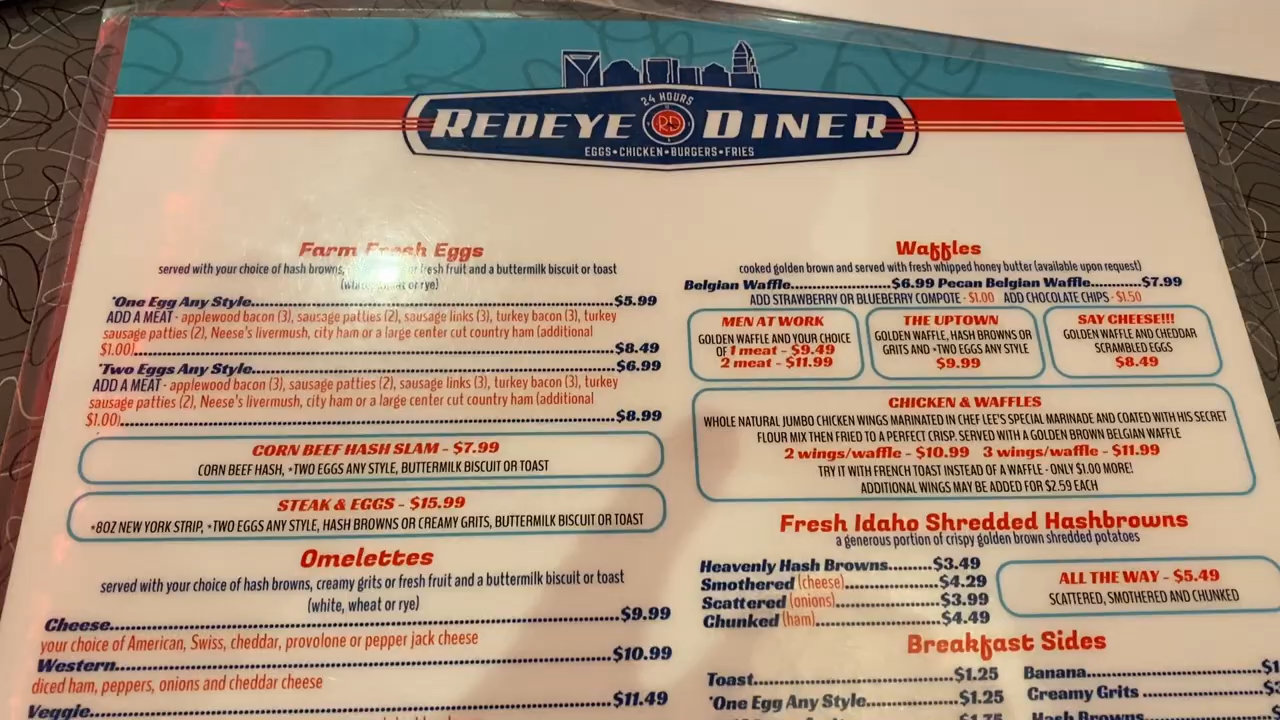 24 HOURS
REDEYE RD DINER
EGGS•CHICKEN•BURGERS•FRIES
Farm Fresh Eggs
served with your choice of hash browns, or fresh fruit and a buttermilk biscuit or toast
(white, wheat or rye)
*One Egg Any Style..............$5.99
ADD A MEAT - applewood bacon (3), sausage patties (2), sausage links (3), turkey bacon (3), turkey
sausage patties (2), Neese's livermush, city ham or a large center cut country ham (additional
$1.00)..............$8.49
*Two Eggs Any Style..............$6.99
ADD A MEAT - applewood bacon (3), sausage patties (2), sausage links (3), turkey bacon (3), turkey
sausage patties (2), Neese's livermush, city ham or a large center cut country ham (additional
$1.00)..............$8.99
CORN BEEF HASH SLAM - $7.99
CORN BEEF HASH, *TWO EGGS ANY STYLE, BUTTERMILK BISCUIT OR TOAST
STEAK & EGGS - $15.99
*8OZ NEW YORK STRIP, *TWO EGGS ANY STYLE, HASH BROWNS OR CREAMY GRITS, BUTTERMILK BISCUIT OR TOAST
Omelettes
served with your choice of hash browns, creamy grits or fresh fruit and a buttermilk biscuit or toast
(white, wheat or rye)
Cheese..............$9.99
your choice of American, Swiss, cheddar, provolone or pepper jack cheese
Western..............$10.99
diced ham, peppers, onions and cheddar cheese
Veggie..............$11.49
Waffles
cooked golden brown and served with fresh whipped honey butter (available upon request)
Belgian Waffle..............$6.99 Pecan Belgian Waffle..............$7.99
ADD STRAWBERRY OR BLUEBERRY COMPOTE - $1.00 ADD CHOCOLATE CHIPS - $1.50
MEN AT WORK
GOLDEN WAFFLE AND YOUR CHOICE
OF 1 meat - $9.49
2 meat - $11.99
THE UPTOWN
GOLDEN WAFFLE, HASH BROWNS OR
GRITS AND *TWO EGGS ANY STYLE
$9.99
SAY CHEESE!!!
GOLDEN WAFFLE AND CHEDDAR
SCRAMBLED EGGS
$8.49
CHICKEN & WAFFLES
WHOLE NATURAL JUMBO CHICKEN WINGS MARINATED IN CHEF LEE'S SPECIAL MARINADE AND COATED WITH HIS SECRET
FLOUR MIX THEN FRIED TO A PERFECT CRISP. SERVED WITH A GOLDEN BROWN BELGIAN WAFFLE
2 wings/waffle - $10.99 3 wings/waffle - $11.99
TRY IT WITH FRENCH TOAST INSTEAD OF A WAFFLE - ONLY $1.00 MORE!
ADDITIONAL WINGS MAY BE ADDED FOR $2.59 EACH
Fresh Idaho Shredded Hashbrowns
a generous portion of crispy golden brown shredded potatoes
Heavenly Hash Browns.........$3.49
Smothered (cheese)..............$4.29
Scattered (onions)..............$3.99
Chunked (ham)..............$4.49
ALL THE WAY - $5.49
SCATTERED, SMOTHERED AND CHUNKED
Breakfast Sides
Toast..............$1.25
*One Egg Any Style..............$1.25
$1.75
Banana..............$1
Creamy Grits..............
Hash Browns